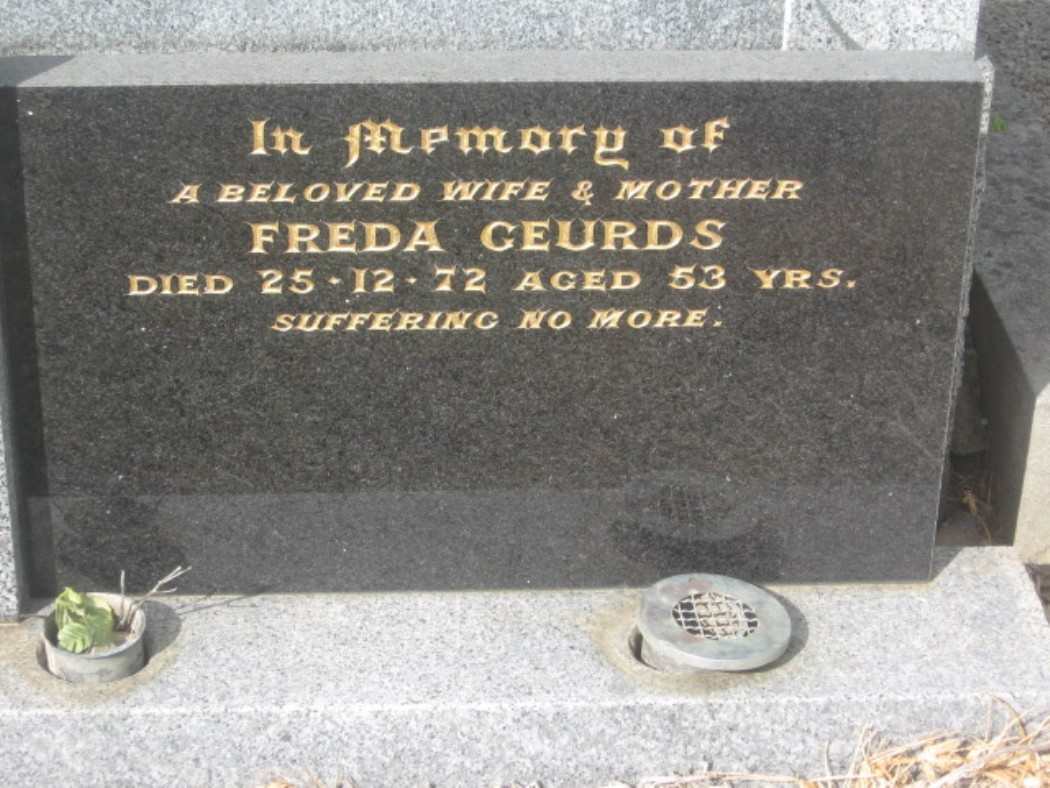 In Memory of
A BELOVED WIFE & MOTHER
FREDA GEURDS
DIED 25·12·72 AGED 53 YRS.
SUFFERING NO MORE.